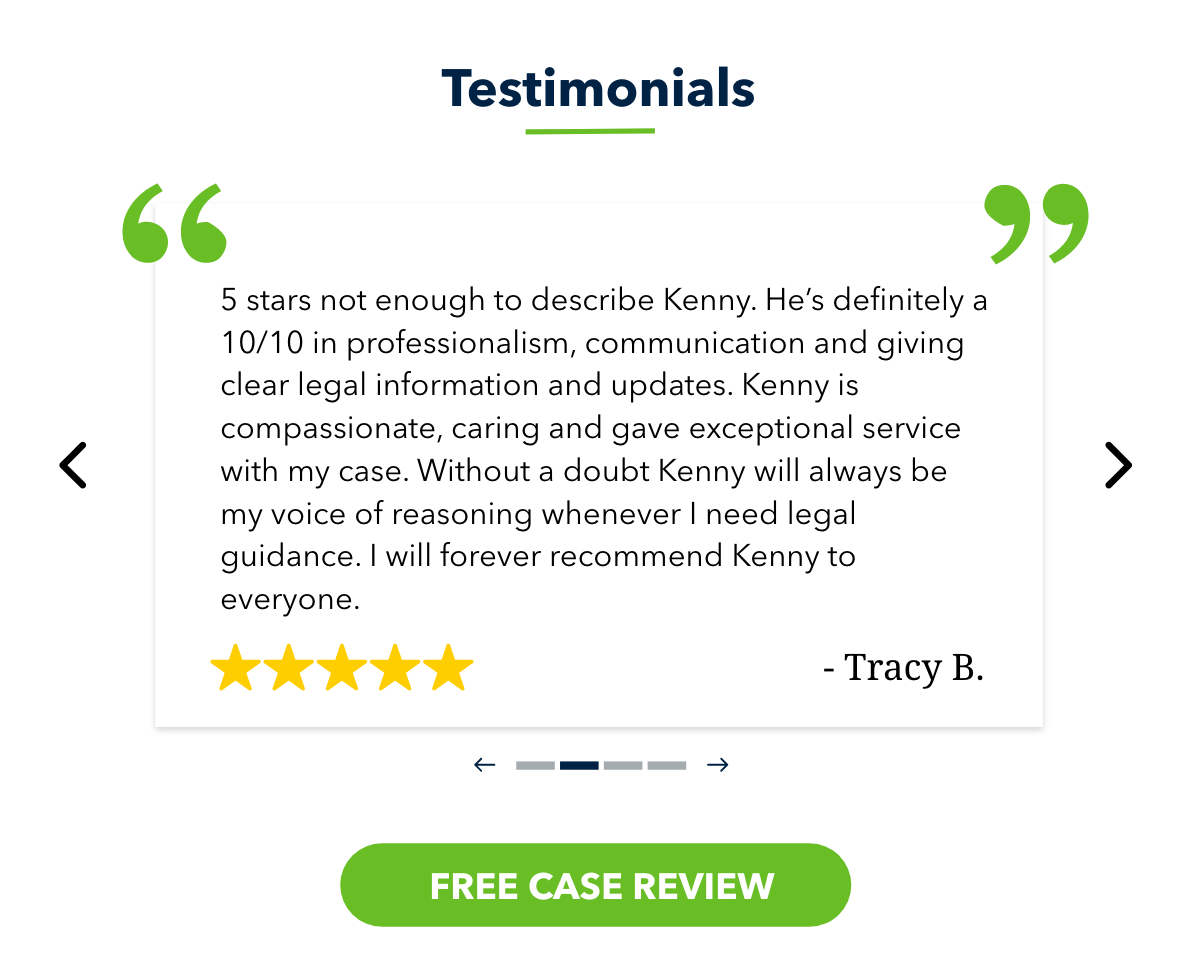 Testimonials
“ ”
5 stars not enough to describe Kenny. He’s definitely a
10/10 in professionalism, communication and giving
clear legal information and updates. Kenny is
compassionate, caring and gave exceptional service
with my case. Without a doubt Kenny will always be
my voice of reasoning whenever I need legal
guidance. I will forever recommend Kenny to
everyone.
- Tracy B.
FREE CASE REVIEW